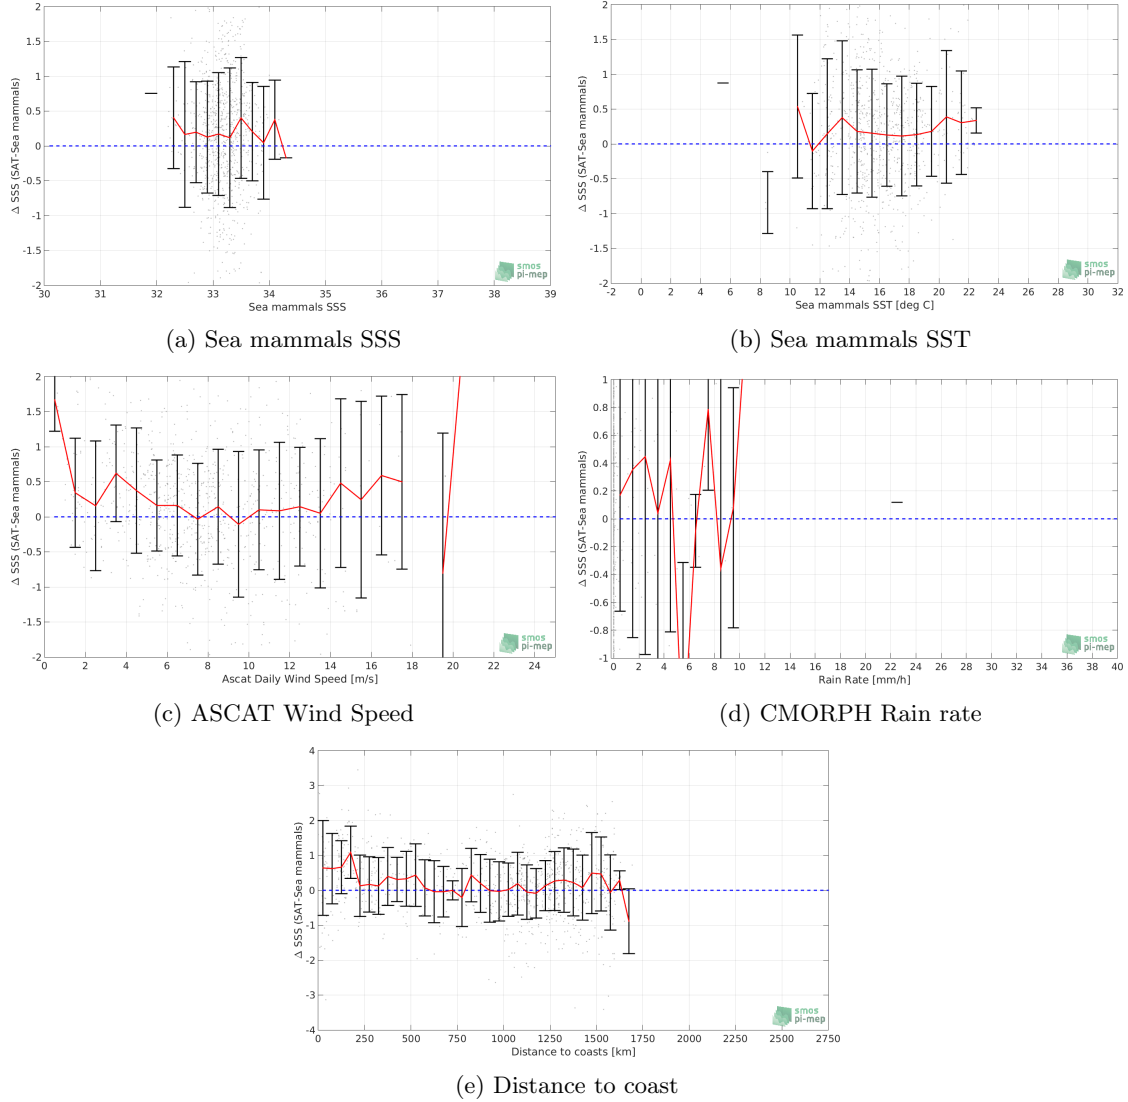 2
1.5
1
0.5
0
-0.5
-1
-1.5
-2
Δ SSS (SAT-Sea mammals)
30 31 32 33 34 35 36 37 38 39
Sea mammals SSS
smos
pi-mep
(a) Sea mammals SSS
2
1.5
1
0.5
0
-0.5
-1
-1.5
-2
Δ SSS (SAT-Sea mammals)
-2 0 2 4 6 8 10 12 14 16 18 20 22 24 26 28 30 32
Sea mammals SST [deg C]
smos
pi-mep
(b) Sea mammals SST
2
1.5
1
0.5
0
-0.5
-1
-1.5
-2
Δ SSS (SAT-Sea mammals)
0 2 4 6 8 10 12 14 16 18 20 22 24
Ascat Daily Wind Speed [m/s]
smos
pi-mep
(c) ASCAT Wind Speed
1
0.8
0.6
0.4
0.2
0
-0.2
-0.4
-0.6
-0.8
-1
Δ SSS (SAT-Sea mammals)
0 2 4 6 8 10 12 14 16 18 20 22 24 26 28 30 32 34 36 38 40
Rain Rate [mm/h]
smos
pi-mep
(d) CMORPH Rain rate
4
3
2
1
0
-1
-2
-3
-4
Δ SSS (SAT-Sea mammals)
0 250 500 750 1000 1250 1500 1750 2000 2250 2500 2750
Distance to coasts [km]
smos
pi-mep
(e) Distance to coast